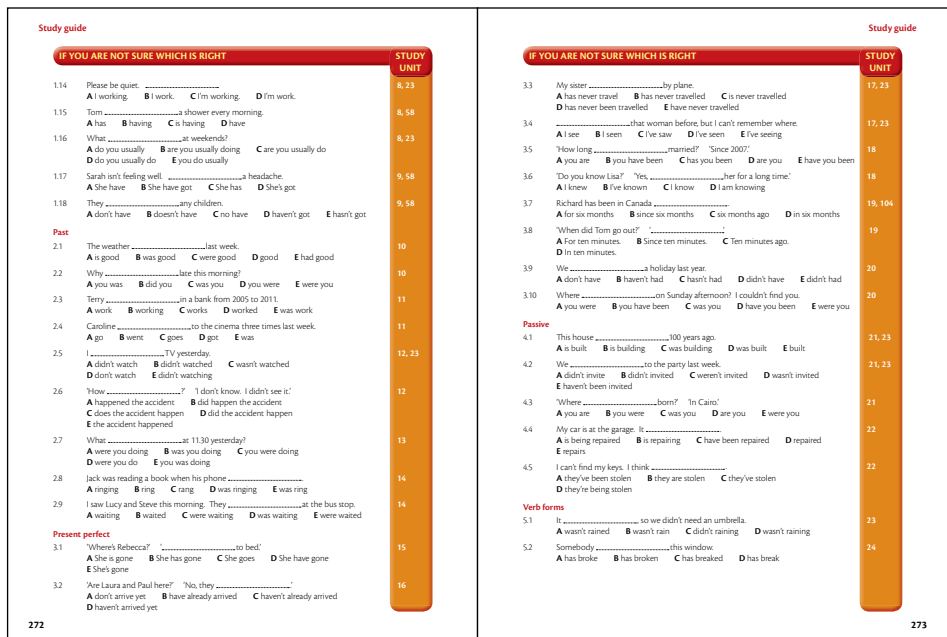 Study guide
IF YOU ARE NOT SURE WHICH IS RIGHT
STUDY
UNIT
1.14 Please be quiet. ____________. 8, 23
A I working. B I work. C I'm working. D I'm work.
1.15 Tom ____________ a shower every morning. 8, 58
A has B having C is having D have
1.16 What ____________ at weekends? 8, 23
A do you usually B are you usually doing C are you usually do
D do you usually do E you do usually
1.17 Sarah isn't feeling well. ____________ a headache. 9, 58
A She have B She have got C She has D She's got
1.18 They ____________ any children. 9, 58
A don't have B doesn't have C no have D haven't got E hasn't got
Past
2.1 The weather ____________ last week. 10
A is good B was good C were good D good E had good
2.2 Why ____________ late this morning? 10
A you was B did you C was you D you were E were you
2.3 Terry ____________ in a bank from 2005 to 2011. 11
A work B working C works D worked E was work
2.4 Caroline ____________ to the cinema three times last week. 11
A go B went C goes D got E was
2.5 I ____________ TV yesterday. 12, 23
A didn't watch B didn't watched C wasn't watched
D don't watch E didn't watching
2.6 'How ____________?' 'I don't know. I didn't see it.' 12
A happened the accident B did happen the accident
C does the accident happen D did the accident happen
E the accident happened
2.7 What ____________ at 11.30 yesterday? 13
A were you doing B was you doing C you were doing
D were you do E you was doing
2.8 Jack was reading a book when his phone ____________. 14
A ringing B ring C rang D was ringing E was ring
2.9 I saw Lucy and Steve this morning. They ____________ at the bus stop. 14
A waiting B waited C were waiting D was waiting E were waited
Present perfect
3.1 'Where's Rebecca?' '____________ to bed.' 15
A She is gone B She has gone C She goes D She have gone
E She's gone
3.2 'Are Laura and Paul here?' 'No, they ____________.' 16
A don't arrive yet B have already arrived C haven't already arrived
D haven't arrived yet
272
Study guide
IF YOU ARE NOT SURE WHICH IS RIGHT
STUDY
UNIT
3.3 My sister ____________ by plane. 17, 23
A has never travel B has never travelled C is never travelled
D has never been travelled E have never travelled
3.4 ____________ that woman before, but I can't remember where. 17, 23
A I see B I seen C I've saw D I've seen E I've seeing
3.5 'How long ____________ married?' 'Since 2007.' 18
A you are B you have been C has you been D are you E have you been
3.6 'Do you know Lisa?' 'Yes, ____________ her for a long time.' 18
A I knew B I've known C I know D I am knowing
3.7 Richard has been in Canada ____________. 19, 104
A for six months B since six months C six months ago D in six months
3.8 'When did Tom go out?' '____________.' 19
A For ten minutes. B Since ten minutes. C Ten minutes ago.
D In ten minutes.
3.9 We ____________ a holiday last year. 20
A don't have B haven't had C hasn't had D didn't have E didn't had
3.10 Where ____________ on Sunday afternoon? I couldn't find you. 20
A you were B you have been C was you D have you been E were you
Passive
4.1 This house ____________ 100 years ago. 21, 23
A is built B is building C was building D was built E built
4.2 We ____________ to the party last week. 21, 23
A didn't invite B didn't invited C weren't invited D wasn't invited
E haven't been invited
4.3 'Where ____________ born?' 'In Cairo.' 21
A you are B you were C was you D are you E were you
4.4 My car is at the garage. It ____________. 22
A is being repaired B is repairing C have been repaired D repaired
E repairs
4.5 I can't find my keys. I think ____________. 22
A they've been stolen B they are stolen C they've stolen
D they're being stolen
Verb forms
5.1 It ____________, so we didn't need an umbrella. 23
A wasn't rained B wasn't rain C didn't raining D wasn't raining
5.2 Somebody ____________ this window. 24
A has broke B has broken C has breaked D has break
273